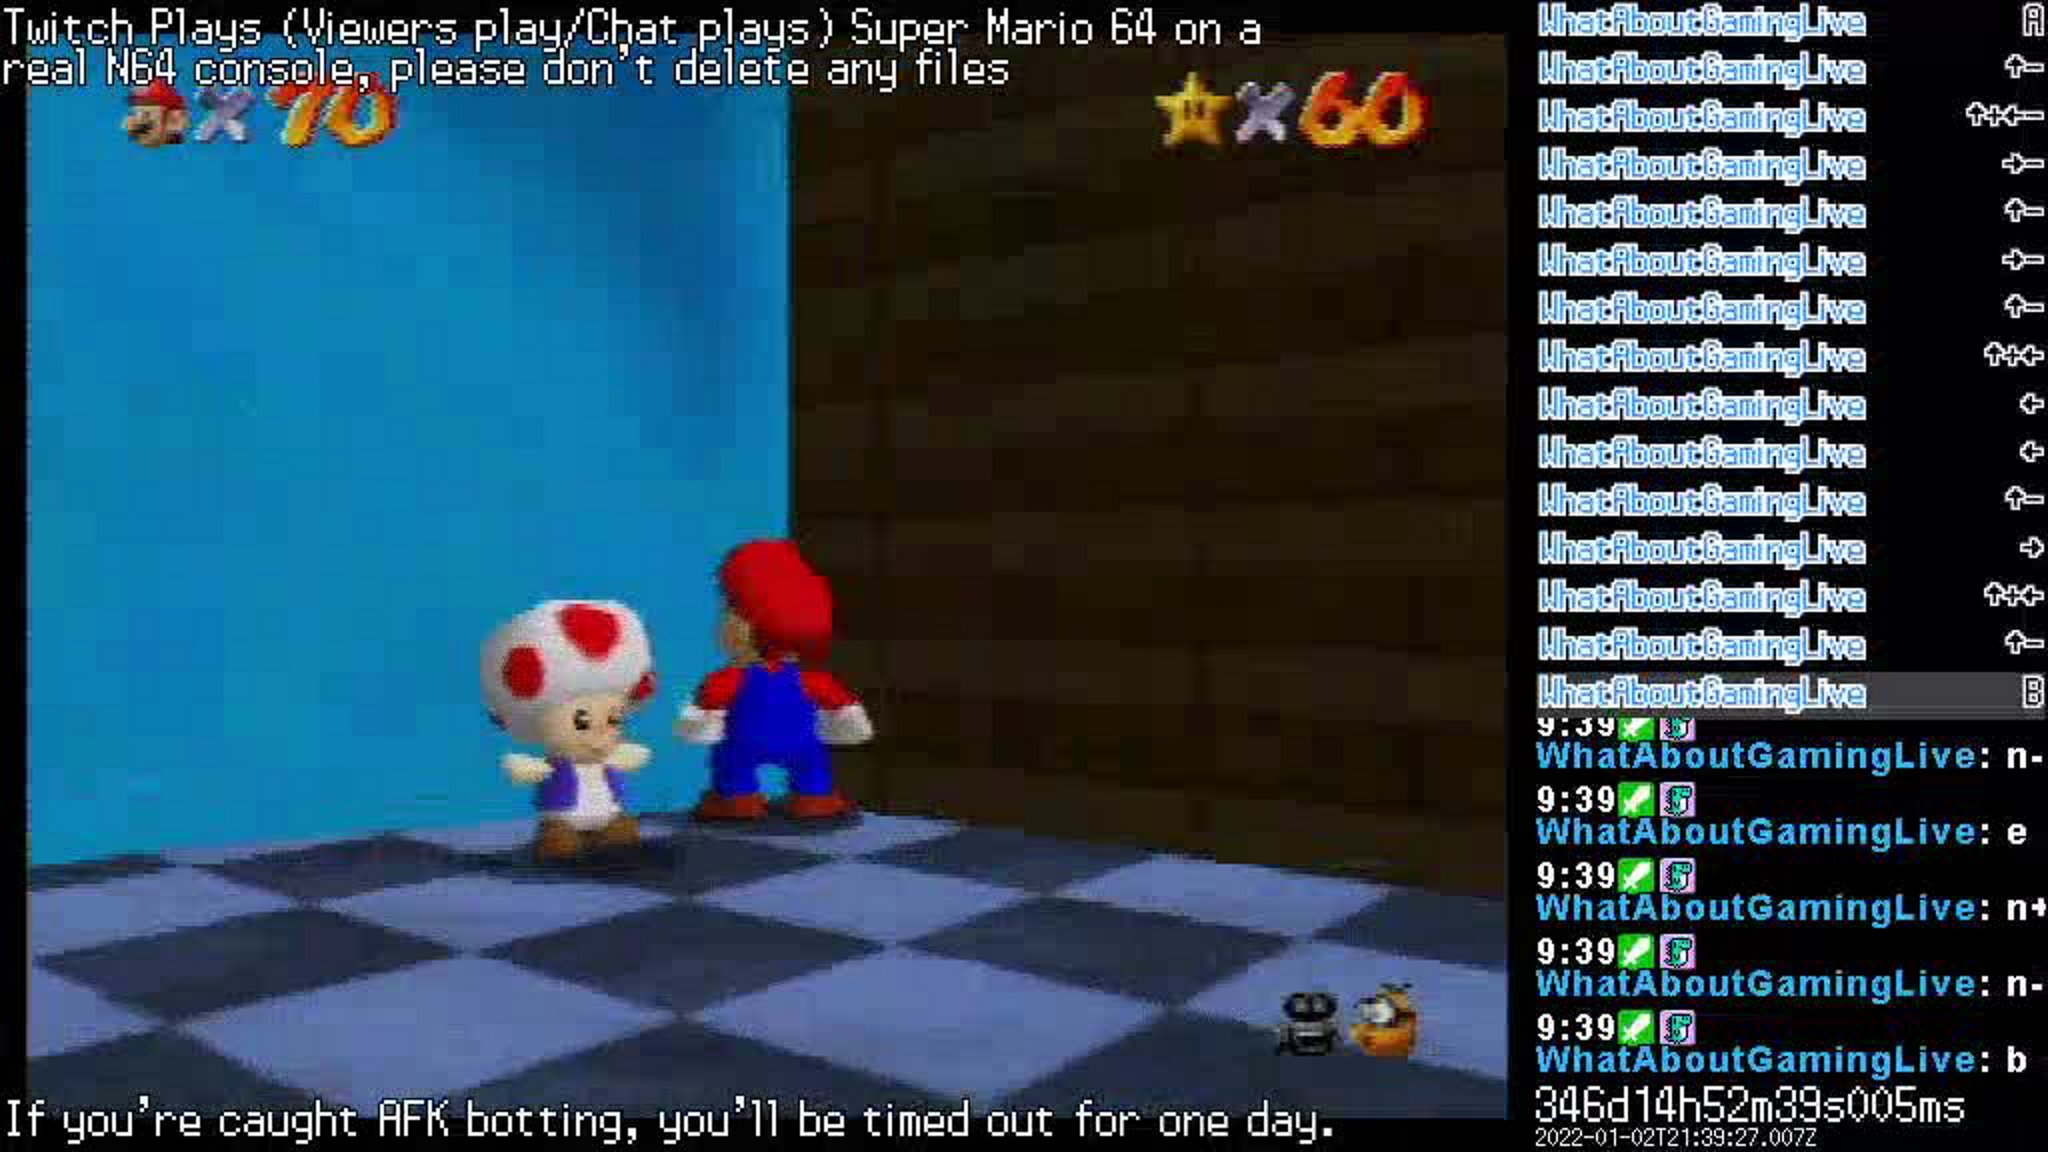 Twitch Plays (Viewers play/Chat plays) Super Mario 64 on a
real N64 console, please don't delete any files
× 70
× 60
WhatAboutGamingLive A
WhatAboutGamingLive ↑-
WhatAboutGamingLive ↑+←-
WhatAboutGamingLive →-
WhatAboutGamingLive ↑-
WhatAboutGamingLive →-
WhatAboutGamingLive ↑-
WhatAboutGamingLive ↑+←
WhatAboutGamingLive ←
WhatAboutGamingLive ←
WhatAboutGamingLive ↑-
WhatAboutGamingLive →
WhatAboutGamingLive ↑+←
WhatAboutGamingLive ↑-
WhatAboutGamingLive B
9:39
WhatAboutGamingLive: n-
9:39
WhatAboutGamingLive: e
9:39
WhatAboutGamingLive: n+
9:39
WhatAboutGamingLive: n-
9:39
WhatAboutGamingLive: b
346d14h52m39s005ms
2022-01-02T21:39:27.007Z
If you're caught AFK botting, you'll be timed out for one day.